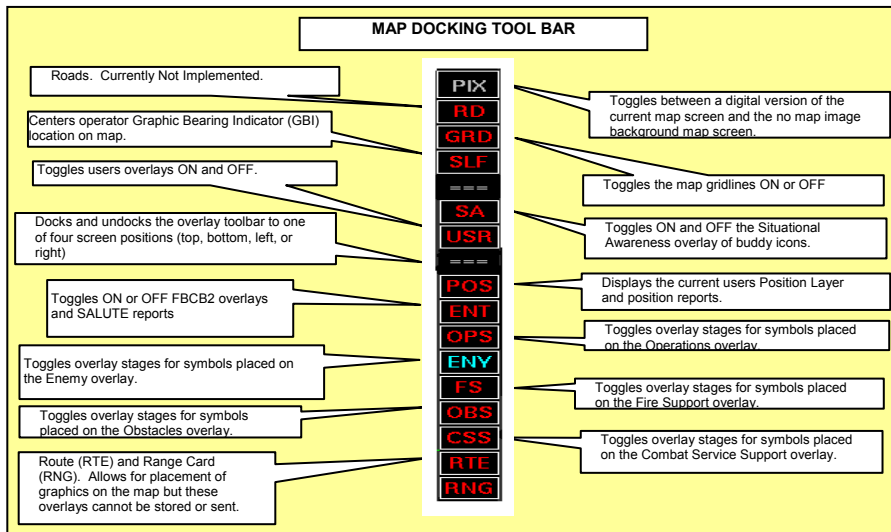 MAP DOCKING TOOL BAR
Roads.  Currently Not Implemented.
Centers operator Graphic Bearing Indicator (GBI)
location on map.
Toggles users overlays ON and OFF.
Docks and undocks the overlay toolbar to one
of four screen positions (top, bottom, left, or
right)
Toggles ON or OFF FBCB2 overlays
and SALUTE reports
Toggles overlay stages for symbols placed on
the Enemy overlay.
Toggles overlay stages for symbols
placed on the Obstacles overlay.
Route (RTE) and Range Card
(RNG).  Allows for placement of
graphics on the map but these
overlays cannot be stored or sent.
PIX
RD
GRD
SLF
===
SA
USR
===
POS
ENT
OPS
ENY
FS
OBS
CSS
RTE
RNG
Toggles between a digital version of the
current map screen and the no map image
background map screen.
Toggles the map gridlines ON or OFF
Toggles ON and OFF the Situational
Awareness overlay of buddy icons.
Displays the current users Position Layer
and position reports.
Toggles overlay stages for symbols placed
on the Operations overlay.
Toggles overlay stages for symbols placed
on the Fire Support overlay.
Toggles overlay stages for symbols placed
on the Combat Service Support overlay.